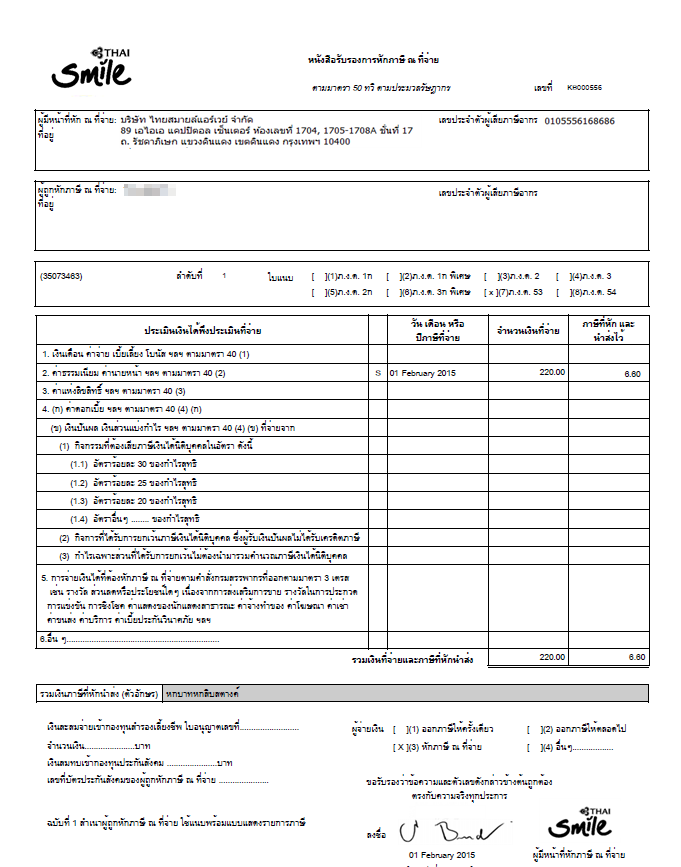 THAI
Smile
หนังสือรับรองการหักภาษี ณ ที่จ่าย
ตามมาตรา 50 ทวิ ตามประมวลรัษฎากร
เลขที่ KH000556
ผู้มีหน้าที่หัก ณ ที่จ่าย: บริษัท ไทยสมายล์แอร์เวย์ จำกัด เลขประจำตัวผู้เสียภาษีอากร 0105556168686
ที่อยู่ 89 เอไอเอ แคปปิตอล เซ็นเตอร์ ห้องเลขที่ 1704, 1705-1708A ชั้นที่ 17
ถ. รัชดาภิเษก แขวงดินแดง เขตดินแดง กรุงเทพฯ 10400
ผู้ถูกหักภาษี ณ ที่จ่าย: เลขประจำตัวผู้เสียภาษีอากร
ที่อยู่
(35073463) ลำดับที่ 1 ใบแนบ [ ](1)ภ.ง.ด. 1ก [ ](2)ภ.ง.ด. 1ก พิเศษ [ ](3)ภ.ง.ด. 2 [ ](4)ภ.ง.ด. 3
[ ](5)ภ.ง.ด. 2ก [ ](6)ภ.ง.ด. 3ก พิเศษ [ x ](7)ภ.ง.ด. 53 [ ](8)ภ.ง.ด. 54
ประเมินเงินได้พึงประเมินที่จ่าย วัน เดือน หรือ ปีภาษีที่จ่าย จำนวนเงินที่จ่าย ภาษีที่หัก และ นำส่งไว้
1. เงินเดือน ค่าจ่าย เบี้ยเลี้ยง โบนัส ฯลฯ ตามมาตรา 40 (1)
2. ค่าธรรมเนียม ค่านายหน้า ฯลฯ ตามมาตรา 40 (2) S 01 February 2015 220.00 6.60
3. ค่าแห่งลิขสิทธิ์ ฯลฯ ตามมาตรา 40 (3)
4. (ก) ค่าดอกเบี้ย ฯลฯ ตามมาตรา 40 (4) (ก)
(ข) เงินปันผล เงินส่วนแบ่งกำไร ฯลฯ ตามมาตรา 40 (4) (ข) ที่จ่ายจาก
(1) กิจกรรมที่ต้องเสียภาษีเงินได้นิติบุคคลในอัตรา ดังนี้
(1.1) อัตราร้อยละ 30 ของกำไรสุทธิ
(1.2) อัตราร้อยละ 25 ของกำไรสุทธิ
(1.3) อัตราร้อยละ 20 ของกำไรสุทธิ
(1.4) อัตราอื่นๆ ........ ของกำไรสุทธิ
(2) กิจการที่ได้รับการยกเว้นภาษีเงินได้นิติบุคคล ซึ่งผู้รับเงินปันผลไม่ได้รับเครดิตภาษี
(3) กำไรเฉพาะส่วนที่ได้รับการยกเว้นไม่ต้องนำมารวมคำนวณภาษีเงินได้นิติบุคคล
5. การจ่ายเงินได้ที่ต้องหักภาษี ณ ที่จ่ายตามคำสั่งกรมสรรพากรที่ออกตามมาตรา 3 เตรส
เช่น รางวัล ส่วนลดหรือประโยชน์ใดๆ เนื่องจากการส่งเสริมการขาย รางวัลในการประกวด
การแข่งขัน การชิงโชค ค่าแสดงของนักแสดงสาธารณะ ค่าจ้างทำของ ค่าโฆษณา ค่าเช่า
ค่าขนส่ง ค่าบริการ ค่าเบี้ยประกันวินาศภัย ฯลฯ
6.อื่น ๆ..................................................
รวมเงินที่จ่ายและภาษีที่หักนำส่ง 220.00 6.60
รวมเงินภาษีที่หักนำส่ง (ตัวอักษร) หกบาทหกสิบสตางค์
เงินสะสมจ่ายเข้ากองทุนสำรองเลี้ยงชีพ ใบอนุญาตเลขที่........................ ผู้จ่ายเงิน [ ](1) ออกภาษีให้ครั้งเดียว [ ](2) ออกภาษีให้ตลอดไป
จำนวนเงิน....................บาท [ X ](3) หักภาษี ณ ที่จ่าย [ ](4) อื่นๆ................
เงินสมทบเข้ากองทุนประกันสังคม ....................บาท
เลขที่บัตรประกันสังคมของผู้ถูกหักภาษี ณ ที่จ่าย .................... ขอรับรองว่าข้อความและตัวเลขดังกล่าวข้างต้นถูกต้อง
ตรงกับความจริงทุกประการ
ฉบับที่ 1 สำเนาผู้ถูกหักภาษี ณ ที่จ่าย ใช้แนบพร้อมแบบแสดงรายการภาษี
ลงชื่อ
THAI
Smile
01 February 2015 ผู้มีหน้าที่หักภาษี ณ ที่จ่าย